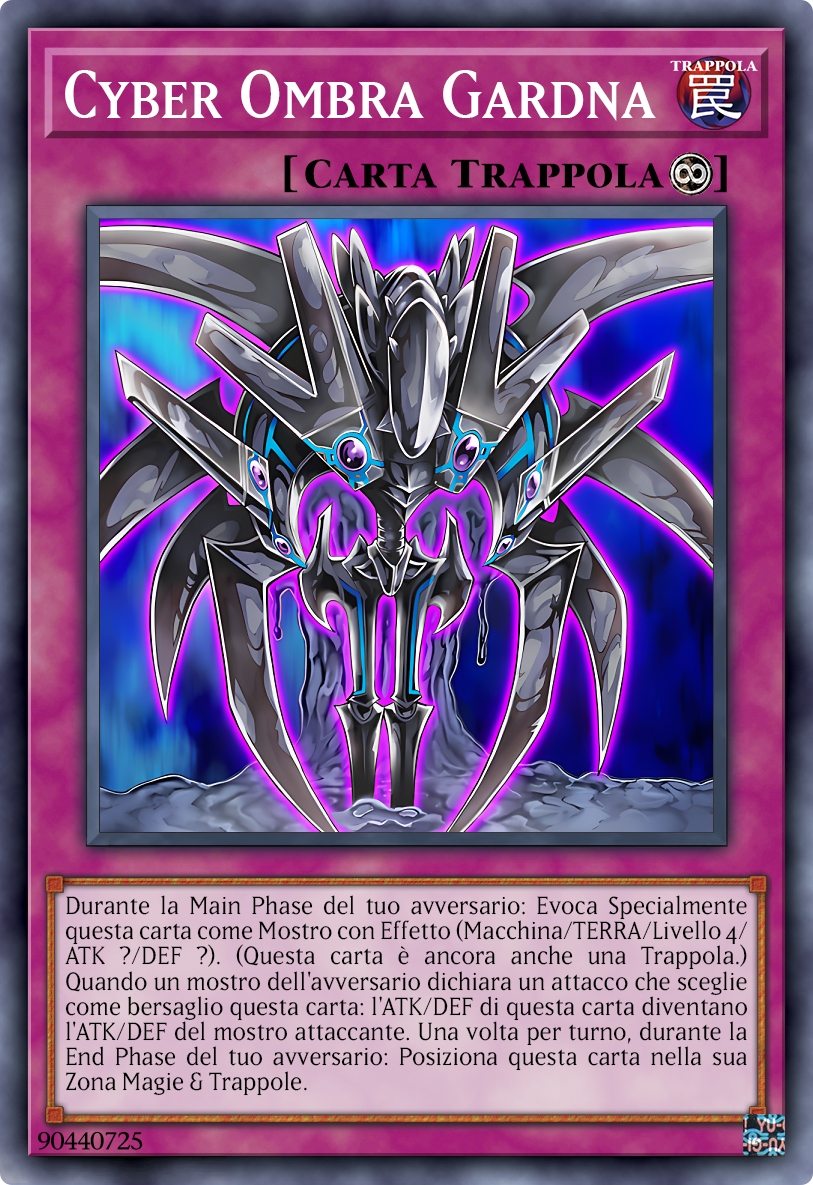 CYBER OMBRA GARDNA
TRAPPOLA
罠
[CARTA TRAPPOLA∞]
Durante la Main Phase del tuo avversario: Evoca Specialmente
questa carta come Mostro con Effetto (Macchina/TERRA/Livello 4/
ATK ?/DEF ?). (Questa carta è ancora anche una Trappola.)
Quando un mostro dell'avversario dichiara un attacco che sceglie
come bersaglio questa carta: l'ATK/DEF di questa carta diventano
l'ATK/DEF del mostro attaccante. Una volta per turno, durante la
End Phase del tuo avversario: Posiziona questa carta nella sua
Zona Magie & Trappole.
90440725